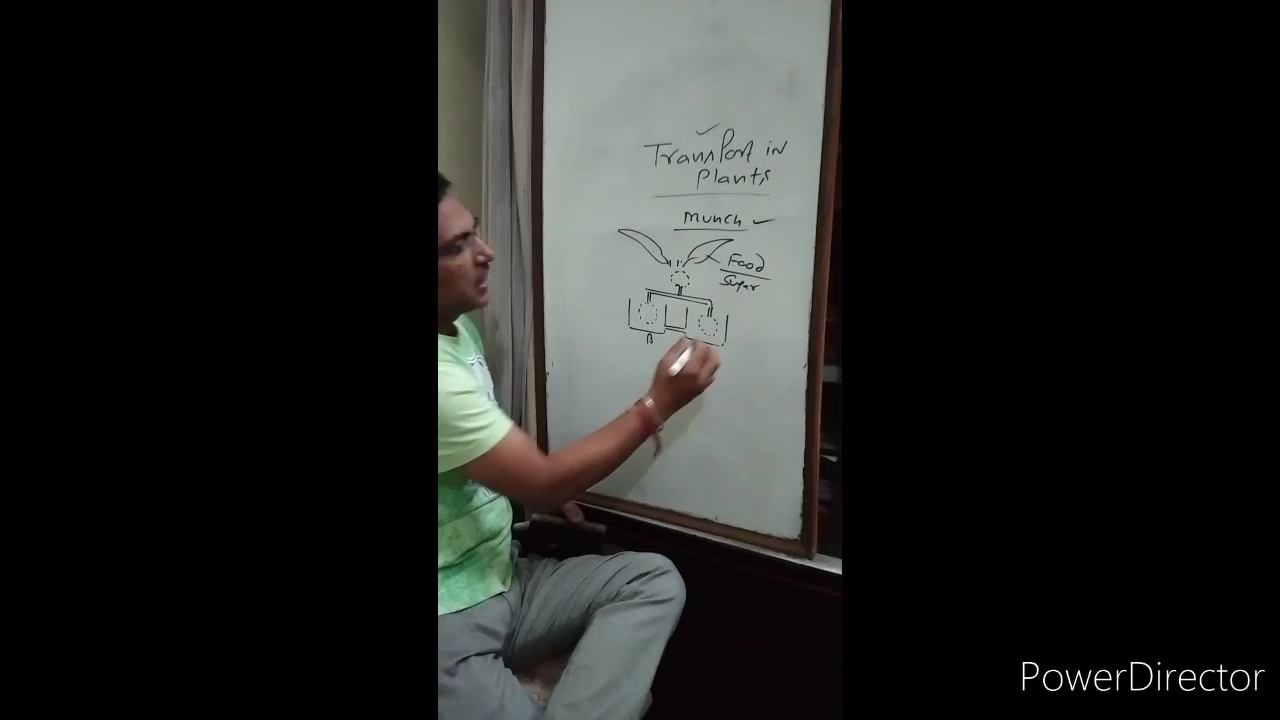 Transport in
Plants
Munch
Food
Sugar
B
PowerDirector